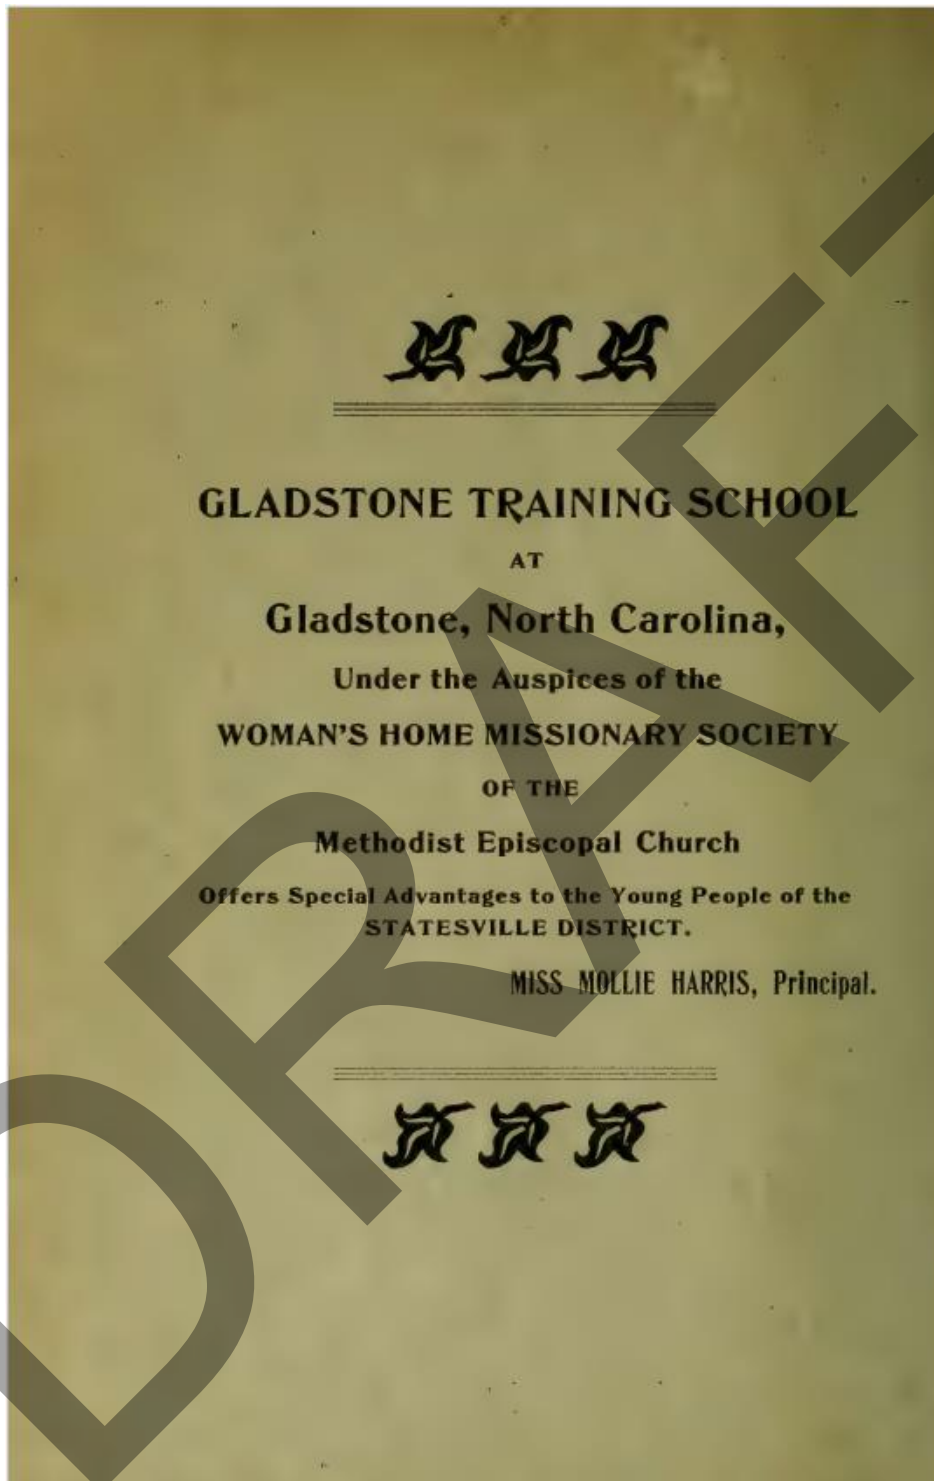 GLADSTONE TRAINING SCHOOL
AT
Gladstone, North Carolina,
Under the Auspices of the
WOMAN'S HOME MISSIONARY SOCIETY
OF THE
Methodist Episcopal Church
Offers Special Advantages to the Young People of the
STATESVILLE DISTRICT.
MISS MOLLIE HARRIS, Principal.
DRAFT